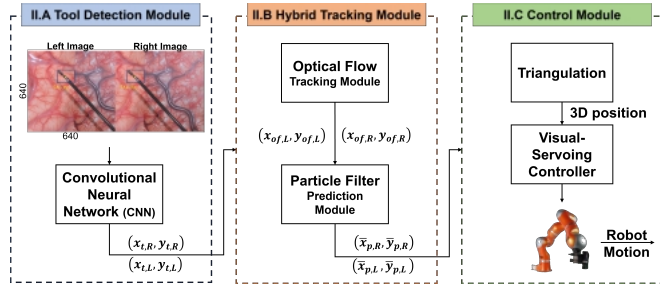 II.A Tool Detection Module
Left Image
Right Image
640
640
Convolutional
Neural
Network (CNN)
(x_{t,R}, y_{t,R})
(x_{t,L}, y_{t,L})
II.B Hybrid Tracking Module
Optical Flow
Tracking Module
(x_{of,L}, y_{of,L})
(x_{of,R}, y_{of,R})
Particle Filter
Prediction
Module
(x̅_{p,R}, y̅_{p,R})
(x̅_{p,L}, y̅_{p,L})
II.C Control Module
Triangulation
3D position
Visual-
Servoing
Controller
Robot
Motion